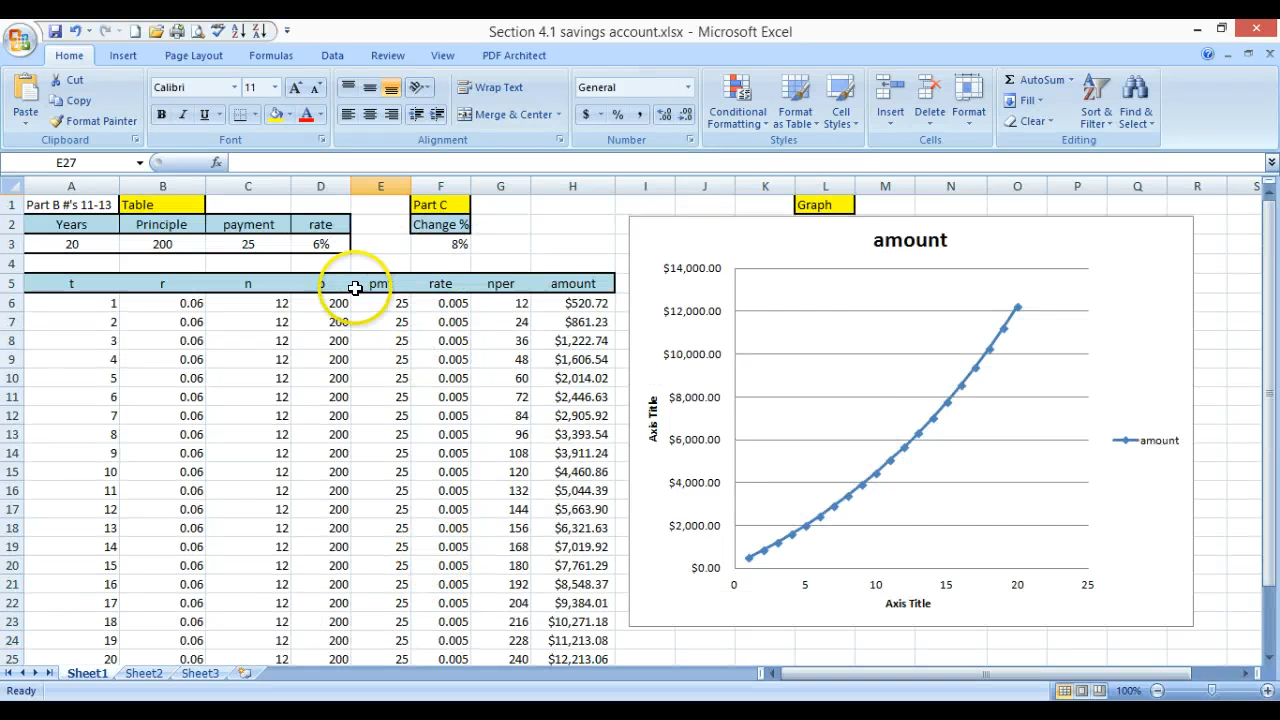 Section 4.1 savings account.xlsx - Microsoft Excel
Home Insert Formulas Page Layout Data Review View PDF Architect
Paste Cut Copy Format Painter Clipboard
Calibri 11 A A B I U A Font
Wrap Text Merge & Center Alignment
General $ % , Number
Conditional Formatting Format as Table Cell Styles Styles
Insert Delete Format Cells
AutoSum Fill Clear Sort & Filter Find & Select Editing
E27 fx
A B C D E F G H I J K L M N O P Q R S
1 Part B #'s 11-13 Table Part C Graph
2 Years Principle payment rate Change %
3 20 200 25 6% 8%
4
5 t r n pm rate nper amount
6 1 0.06 12 200 25 0.005 12 $520.72
7 2 0.06 12 200 25 0.005 24 $861.23
8 3 0.06 12 200 25 0.005 36 $1,222.74
9 4 0.06 12 200 25 0.005 48 $1,606.54
10 5 0.06 12 200 25 0.005 60 $2,014.02
11 6 0.06 12 200 25 0.005 72 $2,446.63
12 7 0.06 12 200 25 0.005 84 $2,905.92
13 8 0.06 12 200 25 0.005 96 $3,393.54
14 9 0.06 12 200 25 0.005 108 $3,911.24
15 10 0.06 12 200 25 0.005 120 $4,460.86
16 11 0.06 12 200 25 0.005 132 $5,044.39
17 12 0.06 12 200 25 0.005 144 $5,663.90
18 13 0.06 12 200 25 0.005 156 $6,321.63
19 14 0.06 12 200 25 0.005 168 $7,019.92
20 15 0.06 12 200 25 0.005 180 $7,761.29
21 16 0.06 12 200 25 0.005 192 $8,548.37
22 17 0.06 12 200 25 0.005 204 $9,384.01
23 18 0.06 12 200 25 0.005 216 $10,271.18
24 19 0.06 12 200 25 0.005 228 $11,213.08
25 20 0.06 12 200 25 0.005 240 $12,213.06
amount
$14,000.00
$12,000.00
$10,000.00
$8,000.00
$6,000.00
$4,000.00
$2,000.00
$0.00
Axis Title
0 5 10 15 20 25
Axis Title
amount
Sheet1 Sheet2 Sheet3
Ready 100%